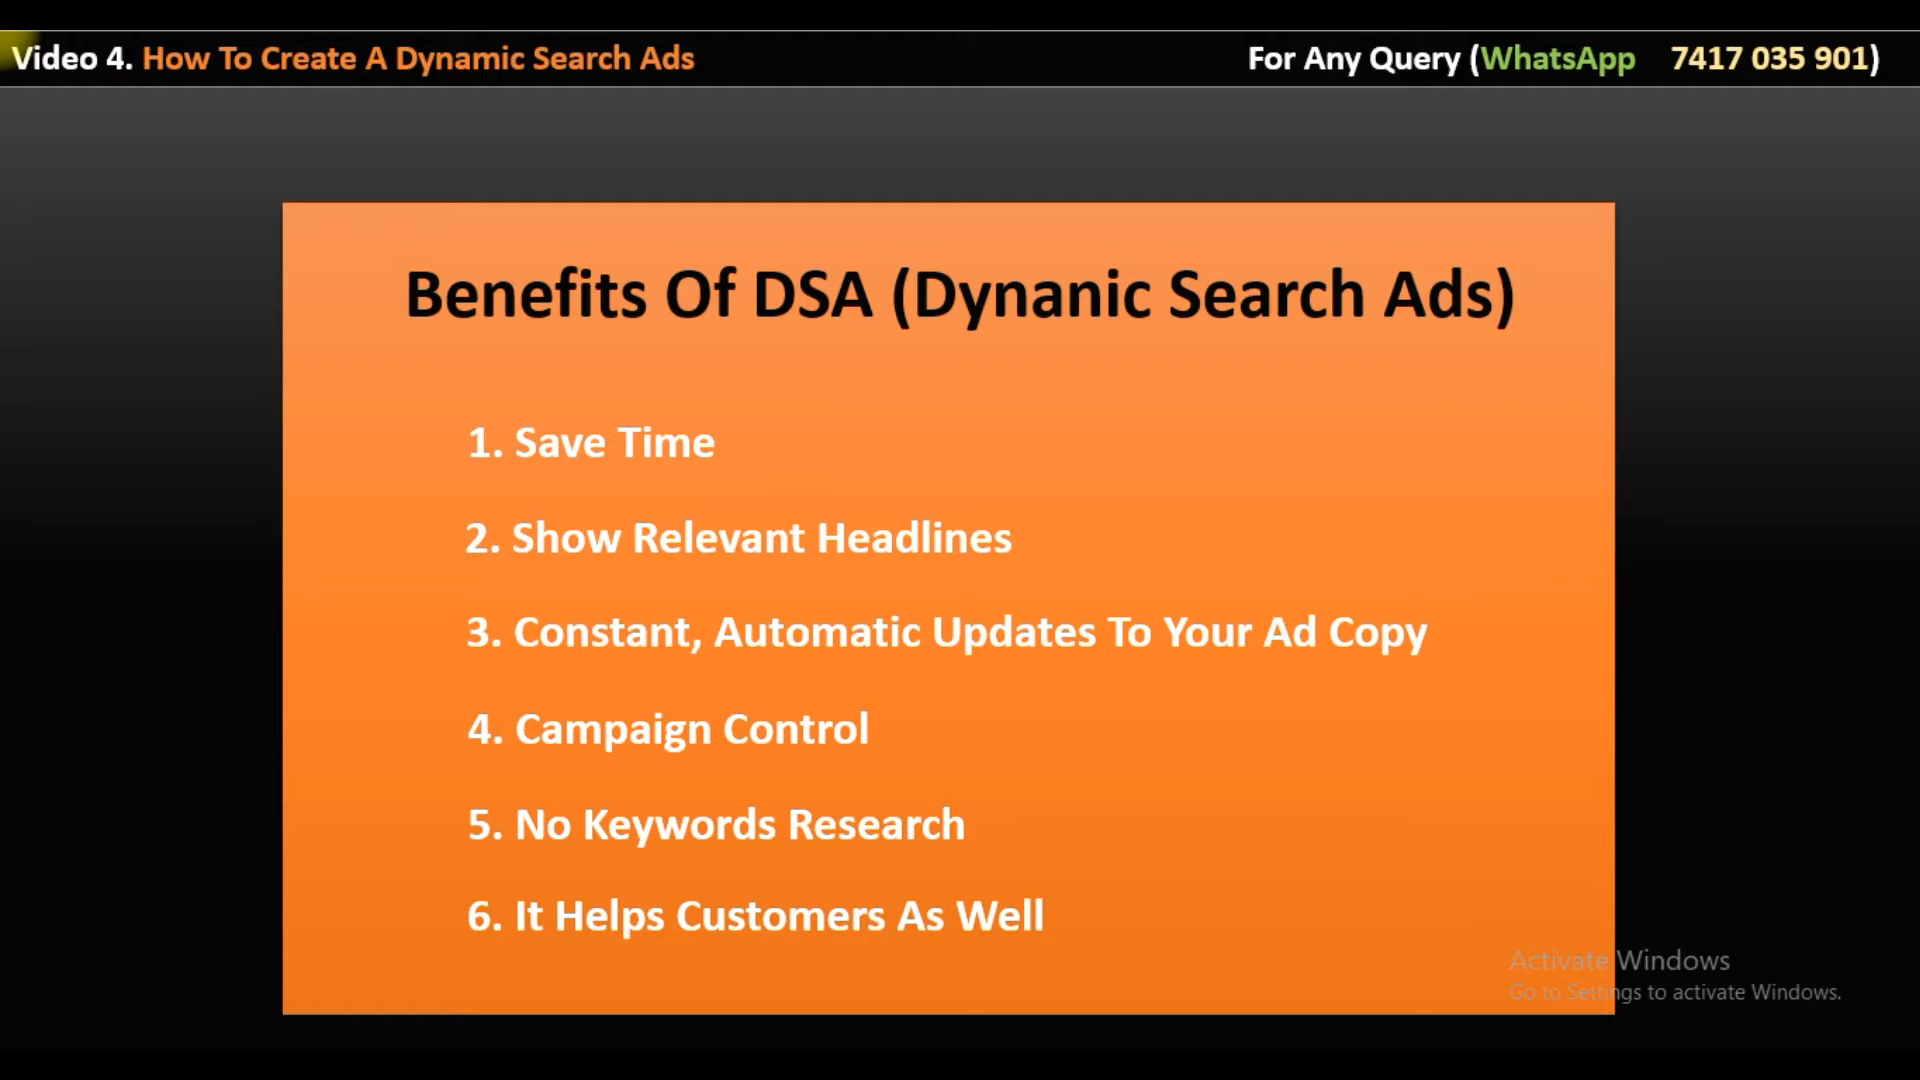 Video 4. How To Create A Dynamic Search Ads
For Any Query (WhatsApp 7417 035 901)
Benefits Of DSA (Dynanic Search Ads)
1. Save Time
2. Show Relevant Headlines
3. Constant, Automatic Updates To Your Ad Copy
4. Campaign Control
5. No Keywords Research
6. It Helps Customers As Well
Activate Windows
Go to Settings to activate Windows.